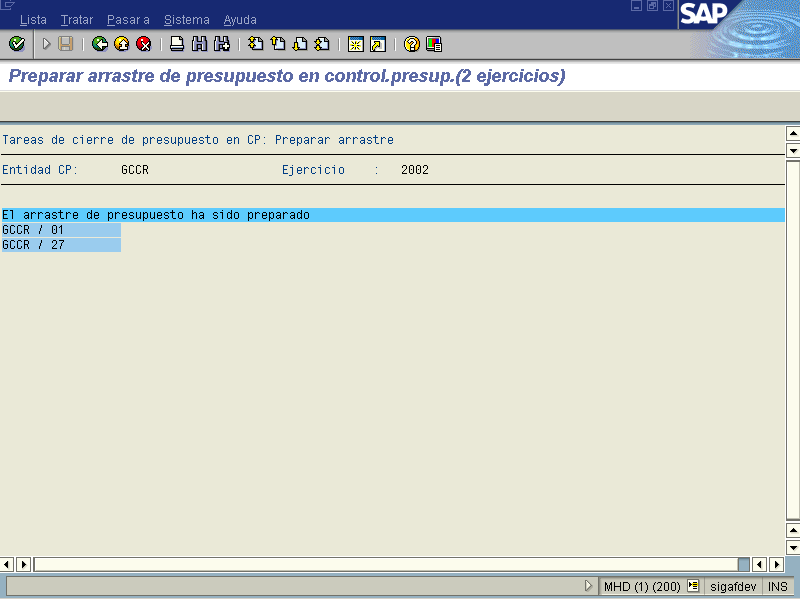 Lista Tratar Pasar a Sistema Ayuda
SAP
Preparar arrastre de presupuesto en control.presup.(2 ejercicios)
Tareas de cierre de presupuesto en CP: Preparar arrastre
Entidad CP: GCCR Ejercicio : 2002
El arrastre de presupuesto ha sido preparado
GCCR / 01
GCCR / 27
MHD (1) (200) sigafdev INS